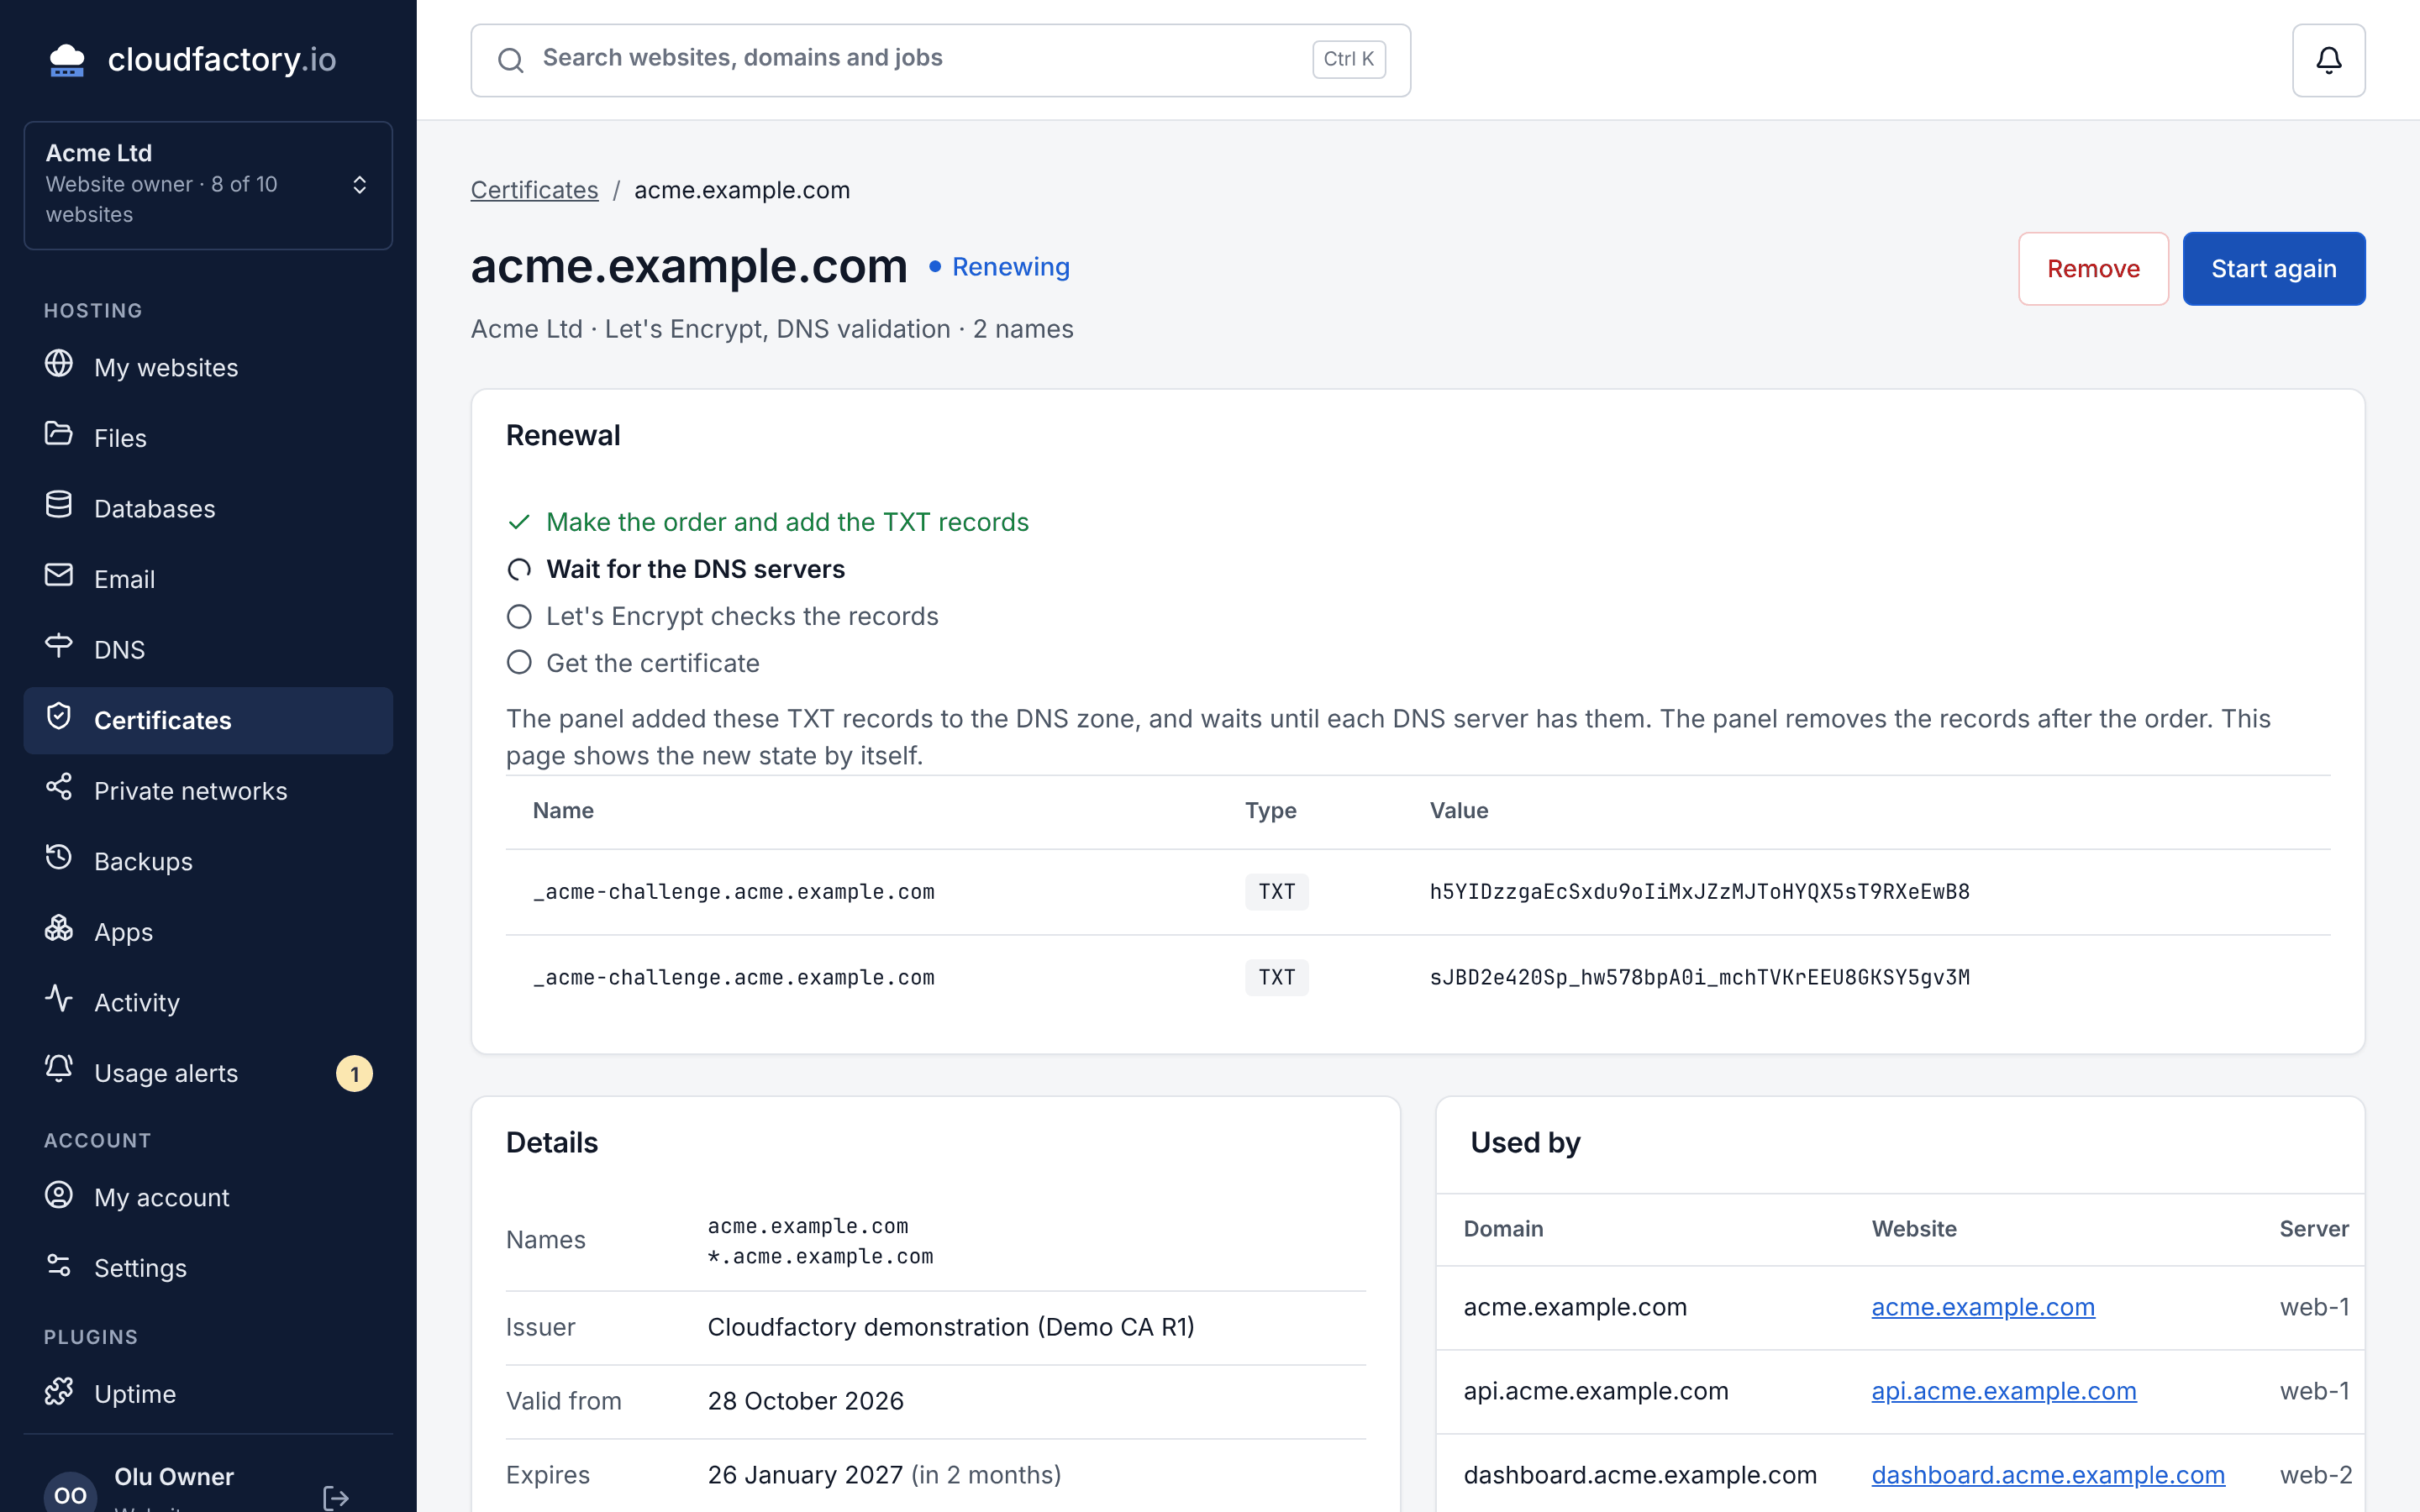 cloudfactory.io
Search websites, domains and jobs
Ctrl K
Acme Ltd
Website owner · 8 of 10
websites
HOSTING
My websites
Files
Databases
Email
DNS
Certificates
Private networks
Backups
Apps
Activity
Usage alerts
1
ACCOUNT
My account
Settings
PLUGINS
Uptime
OO
Olu Owner
Certificates / acme.example.com
acme.example.com
Renewing
Remove
Start again
Acme Ltd · Let's Encrypt, DNS validation · 2 names
Renewal
Make the order and add the TXT records
Wait for the DNS servers
Let's Encrypt checks the records
Get the certificate
The panel added these TXT records to the DNS zone, and waits until each DNS server has them. The panel removes the records after the order. This
page shows the new state by itself.
Name Type Value
_acme-challenge.acme.example.com TXT h5YIDzzgaEcSxdu9oIiMxJZzMJToHYQX5sT9RXeEwB8
_acme-challenge.acme.example.com TXT sJBD2e420Sp_hw578bpA0i_mchTVKrEEU8GKSY5gv3M
Details
Names
acme.example.com
*.acme.example.com
Issuer Cloudfactory demonstration (Demo CA R1)
Valid from 28 October 2026
Expires 26 January 2027 (in 2 months)
Used by
Domain Website Server
acme.example.com acme.example.com web-1
api.acme.example.com api.acme.example.com web-1
dashboard.acme.example.com dashboard.acme.example.com web-2